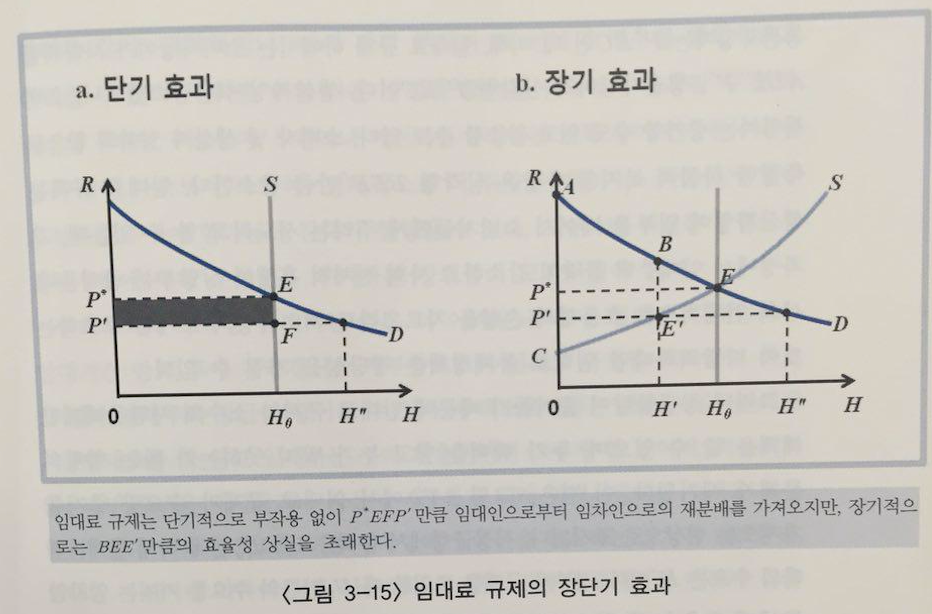 a. 단기 효과
R
S
P*
E
P'
F
D
0
H₀
H"
H
b. 장기 효과
R
A
S
B
P*
E
P'
E'
D
C
0
H'
H₀
H"
H
임대료 규제는 단기적으로 부작용 없이 P*EFP' 만큼 임대인으로부터 임차인으로의 재분배를 가져오지만, 장기적으
로는 BEE' 만큼의 효율성 상실을 초래한다.
〈그림 3-15〉 임대료 규제의 장단기 효과